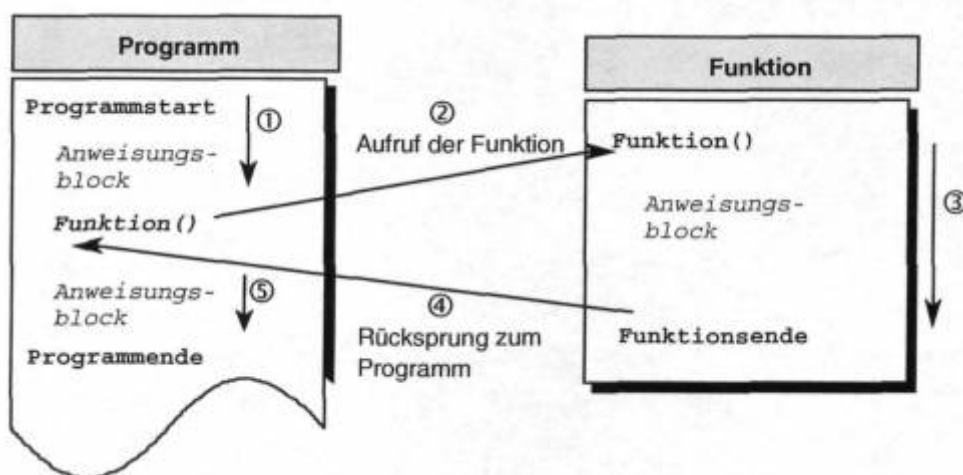 Programm
Programmstart
①
Anweisungs-
block
Funktion()
Anweisungs-
block
⑤
Programmende
②
Aufruf der Funktion
④
Rücksprung zum
Programm
Funktion
Funktion()
Anweisungs-
block
③
Funktionsende